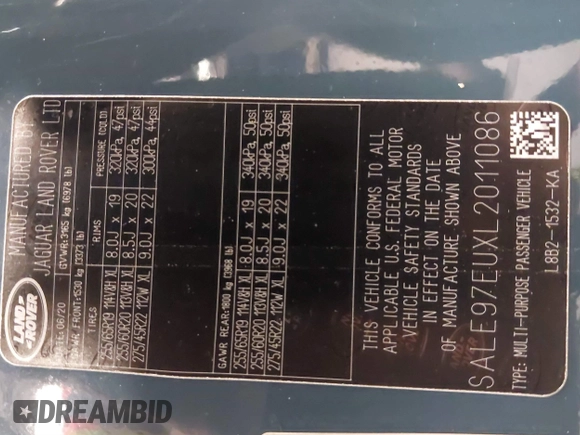 MANUFACTURED BY
JAGUAR LAND ROVER LTD
LAND ROVER
DATE: 06/20
GVWR: 3165 kg (6978 lb)
GAWR FRONT: 1530 kg (3373 lb)
TIRES RIMS PRESSURE (COLD)
255/65R19 114V&H XL 8.0J x 19 320kPa, 47psi
255/60R20 113V&H XL 8.5J x 20 320kPa, 47psi
275/45R22 112W XL 9.0J x 22 300kPa, 44psi
GAWR REAR: 1800 kg (3968 lb)
255/65R19 114V&H XL 8.0J x 19 340kPa, 50psi
255/60R20 113V&H XL 8.5J x 20 340kPa, 50psi
275/45R22 112W XL 9.0J x 22 340kPa, 50psi
THIS VEHICLE CONFORMS TO ALL
APPLICABLE U.S. FEDERAL MOTOR
VEHICLE SAFETY STANDARDS
IN EFFECT ON THE DATE
OF MANUFACTURE SHOWN ABOVE
SALE97EUXL2011086
TYPE: MULTI-PURPOSE PASSENGER VEHICLE
L8B2-1532-KA
DREAMBID